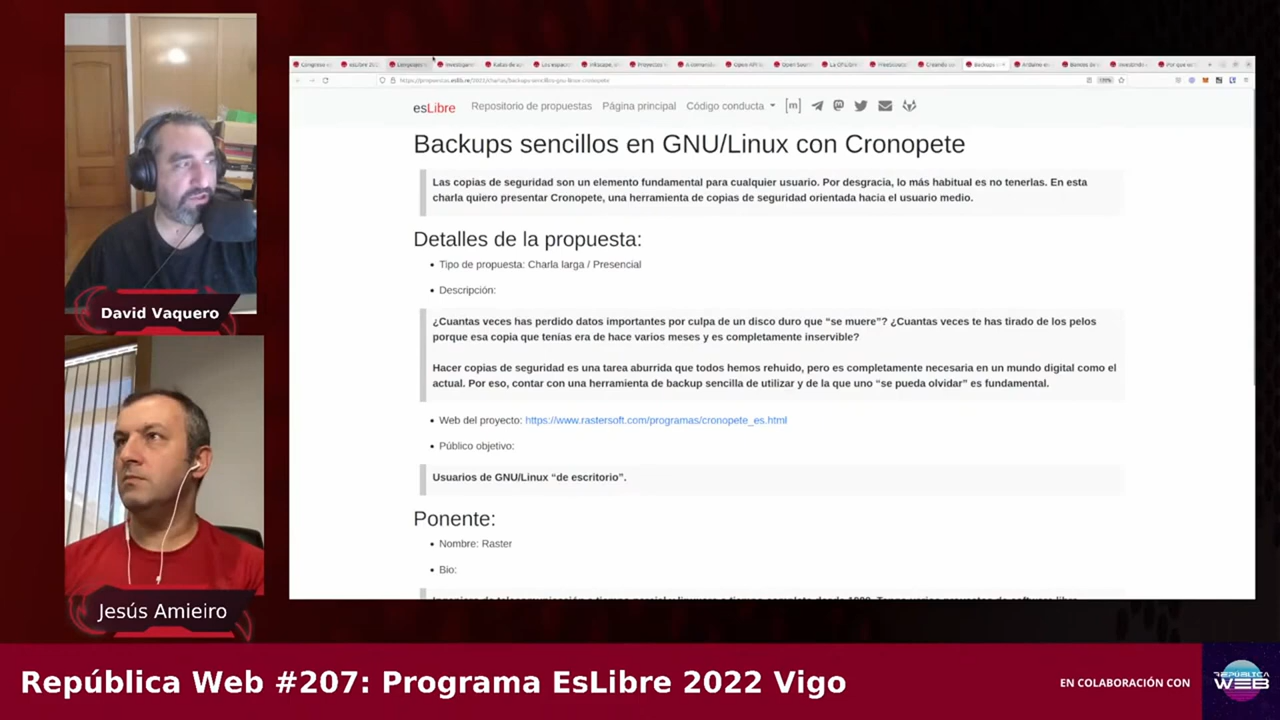 esLibre
Repositorio de propuestas
Página principal
Código conducta
[m]
Backups sencillos en GNU/Linux con Cronopete
Las copias de seguridad son un elemento fundamental para cualquier usuario. Por desgracia, lo más habitual es no tenerlas. En esta
charla quiero presentar Cronopete, una herramienta de copias de seguridad orientada hacia el usuario medio.
Detalles de la propuesta:
Tipo de propuesta: Charla larga / Presencial
Descripción:
¿Cuantas veces has perdido datos importantes por culpa de un disco duro que “se muere”? ¿Cuantas veces te has tirado de los pelos
porque esa copia que tenías era de hace varios meses y es completamente inservible?
Hacer copias de seguridad es una tarea aburrida que todos hemos rehuido, pero es completamente necesaria en un mundo digital como el
actual. Por eso, contar con una herramienta de backup sencilla de utilizar y de la que uno “se pueda olvidar” es fundamental.
Web del proyecto: https://www.rastersoft.com/programas/cronopete_es.html
Público objetivo:
Usuarios de GNU/Linux “de escritorio”.
Ponente:
Nombre: Raster
Bio:
David Vaquero
Jesús Amieiro
República Web #207: Programa EsLibre 2022 Vigo
EN COLABORACIÓN CON
REPÚBLICA
WEB